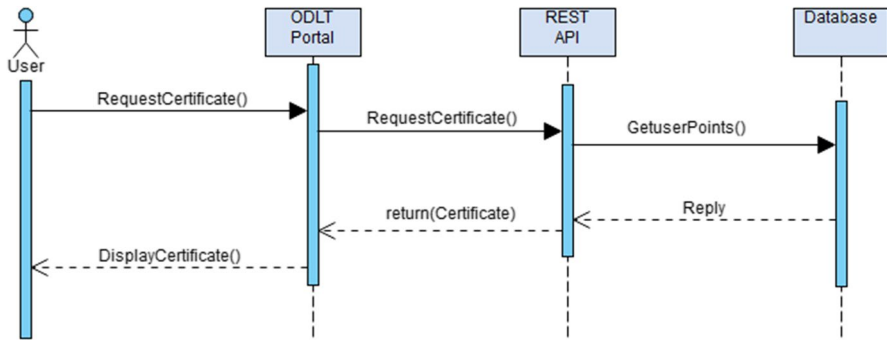 ODLT
Portal
REST
API
Database
User
RequestCertificate()
RequestCertificate()
GetuserPoints()
Reply
return(Certificate)
DisplayCertificate()